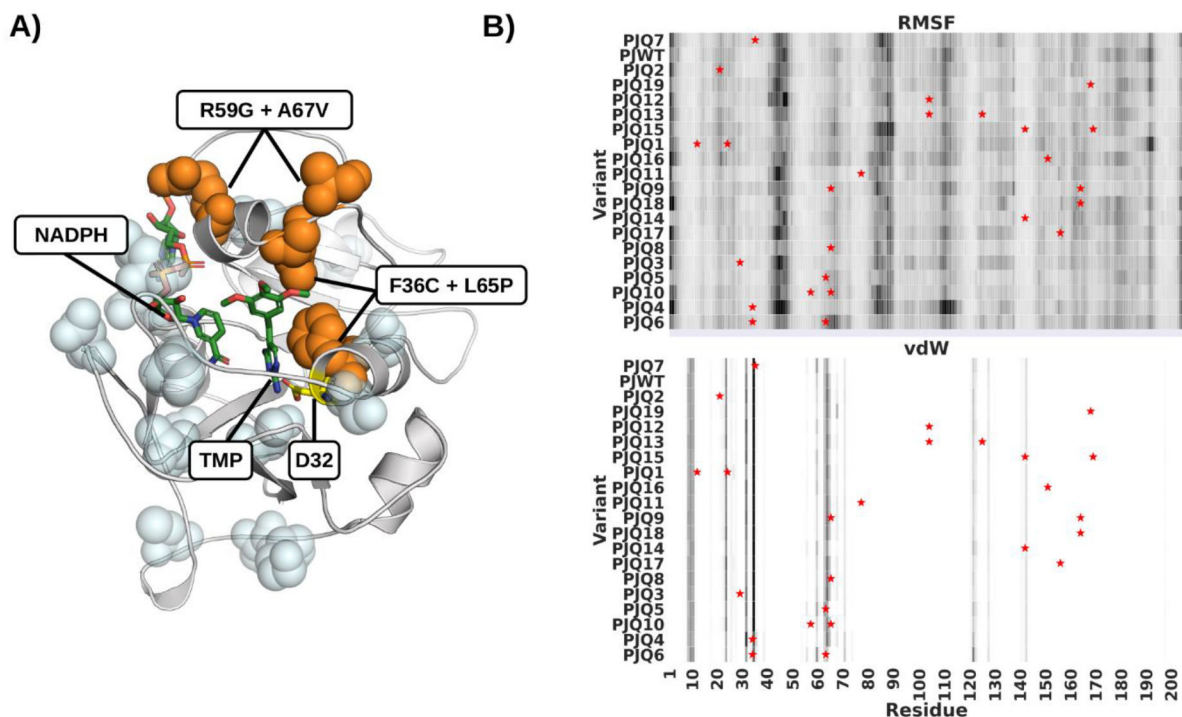 A)
R59G + A67V
NADPH
F36C + L65P
TMP
D32
B)
RMSF
Variant
PJQ7
PJWT
PJQ2
PJQ19
PJQ12
PJQ13
PJQ15
PJQ1
PJQ16
PJQ11
PJQ9
PJQ18
PJQ14
PJQ17
PJQ8
PJQ3
PJQ5
PJQ10
PJQ4
PJQ6
vdW
Variant
PJQ7
PJWT
PJQ2
PJQ19
PJQ12
PJQ13
PJQ15
PJQ1
PJQ16
PJQ11
PJQ9
PJQ18
PJQ14
PJQ17
PJQ8
PJQ3
PJQ5
PJQ10
PJQ4
PJQ6
1 10 20 30 40 50 60 70 80 90 100 110 120 130 140 150 160 170 180 190 200
Residue